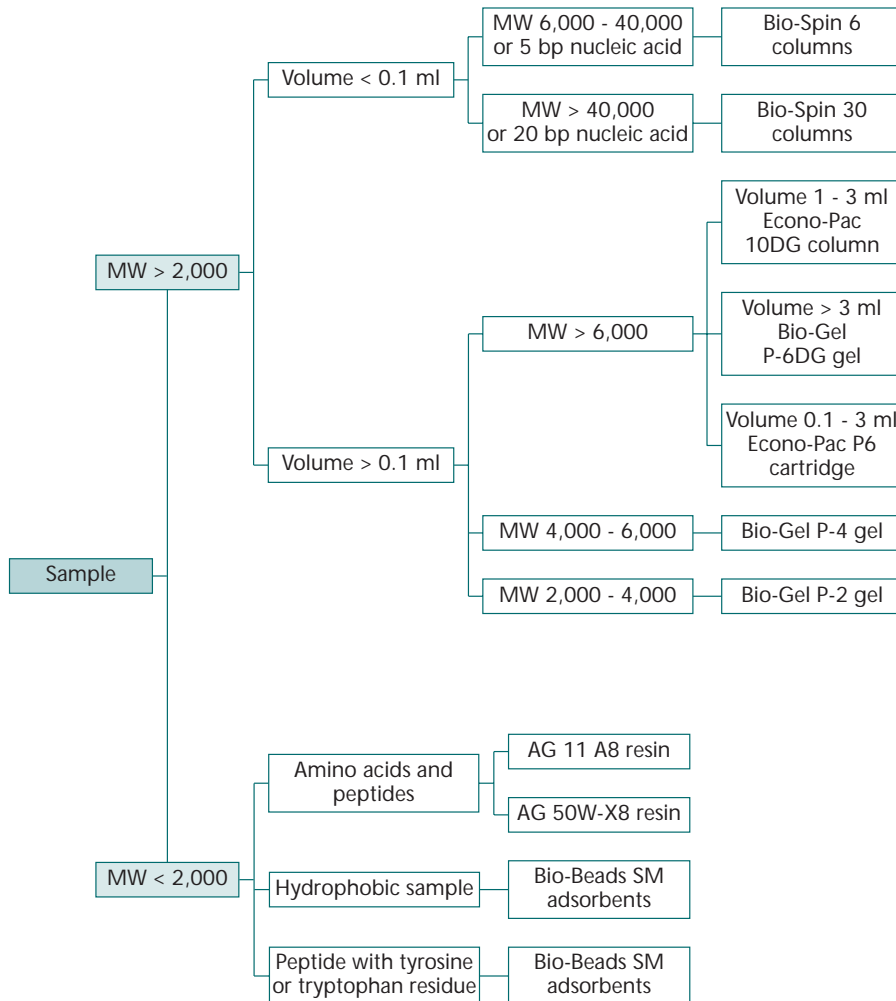 MW 6,000 - 40,000
or 5 bp nucleic acid
Bio-Spin 6
columns
Volume < 0.1 ml
MW > 40,000
or 20 bp nucleic acid
Bio-Spin 30
columns
Volume 1 - 3 ml
Econo-Pac
10DG column
MW > 2,000
MW > 6,000
Volume > 3 ml
Bio-Gel
P-6DG gel
Volume 0.1 - 3 ml
Econo-Pac P6
cartridge
Volume > 0.1 ml
MW 4,000 - 6,000
Bio-Gel P-4 gel
Sample
MW 2,000 - 4,000
Bio-Gel P-2 gel
Amino acids and
peptides
AG 11 A8 resin
AG 50W-X8 resin
MW < 2,000
Hydrophobic sample
Bio-Beads SM
adsorbents
Peptide with tyrosine
or tryptophan residue
Bio-Beads SM
adsorbents